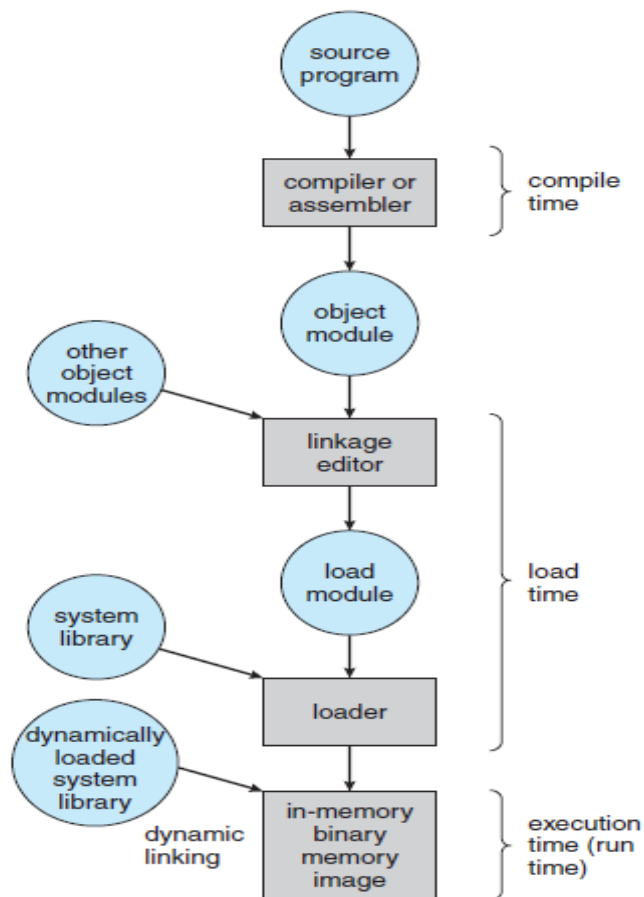 source
program
compiler or
assembler
compile
time
object
module
other
object
modules
linkage
editor
load
module
load
time
system
library
loader
dynamically
loaded
system
library
dynamic
linking
in-memory
binary
memory
image
execution
time (run
time)